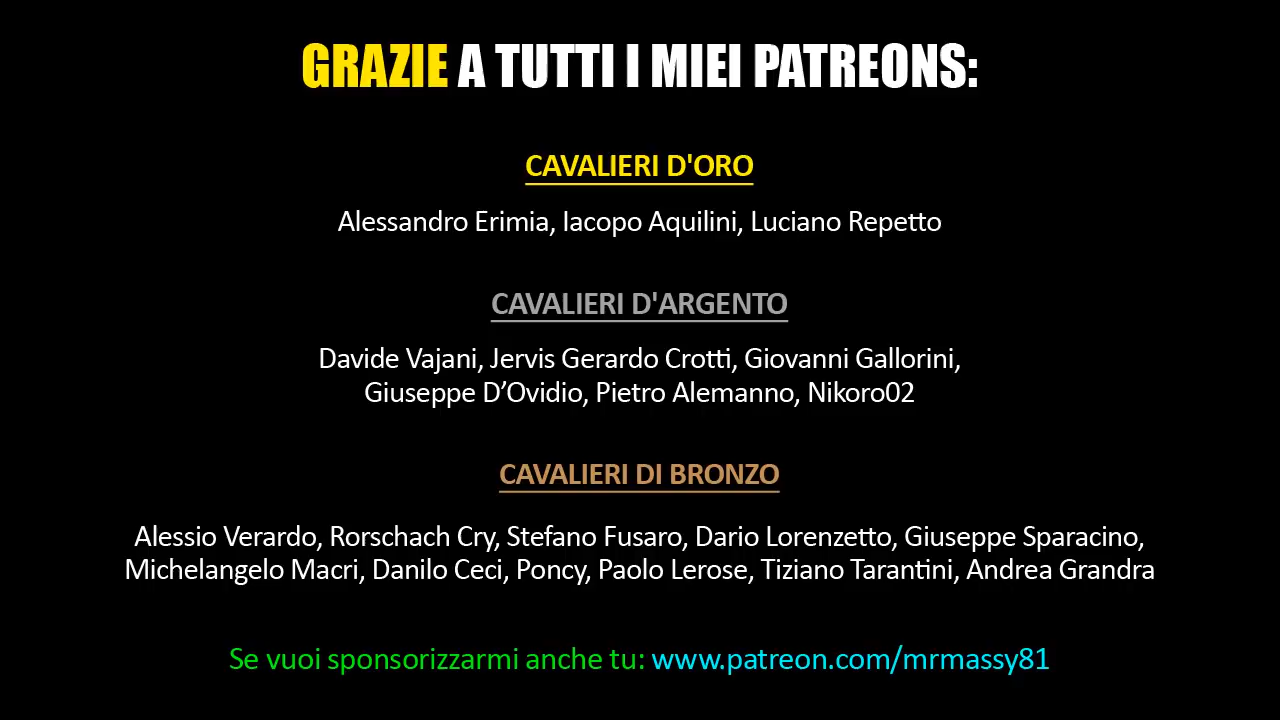 GRAZIE A TUTTI I MIEI PATREONS:
CAVALIERI D'ORO
Alessandro Erimia, Iacopo Aquilini, Luciano Repetto
CAVALIERI D'ARGENTO
Davide Vajani, Jervis Gerardo Crotti, Giovanni Gallorini,
Giuseppe D’Ovidio, Pietro Alemanno, Nikoro02
CAVALIERI DI BRONZO
Alessio Verardo, Rorschach Cry, Stefano Fusaro, Dario Lorenzetto, Giuseppe Sparacino,
Michelangelo Macri, Danilo Ceci, Poncy, Paolo Lerose, Tiziano Tarantini, Andrea Grandra
Se vuoi sponsorizzarmi anche tu: www.patreon.com/mrmassy81